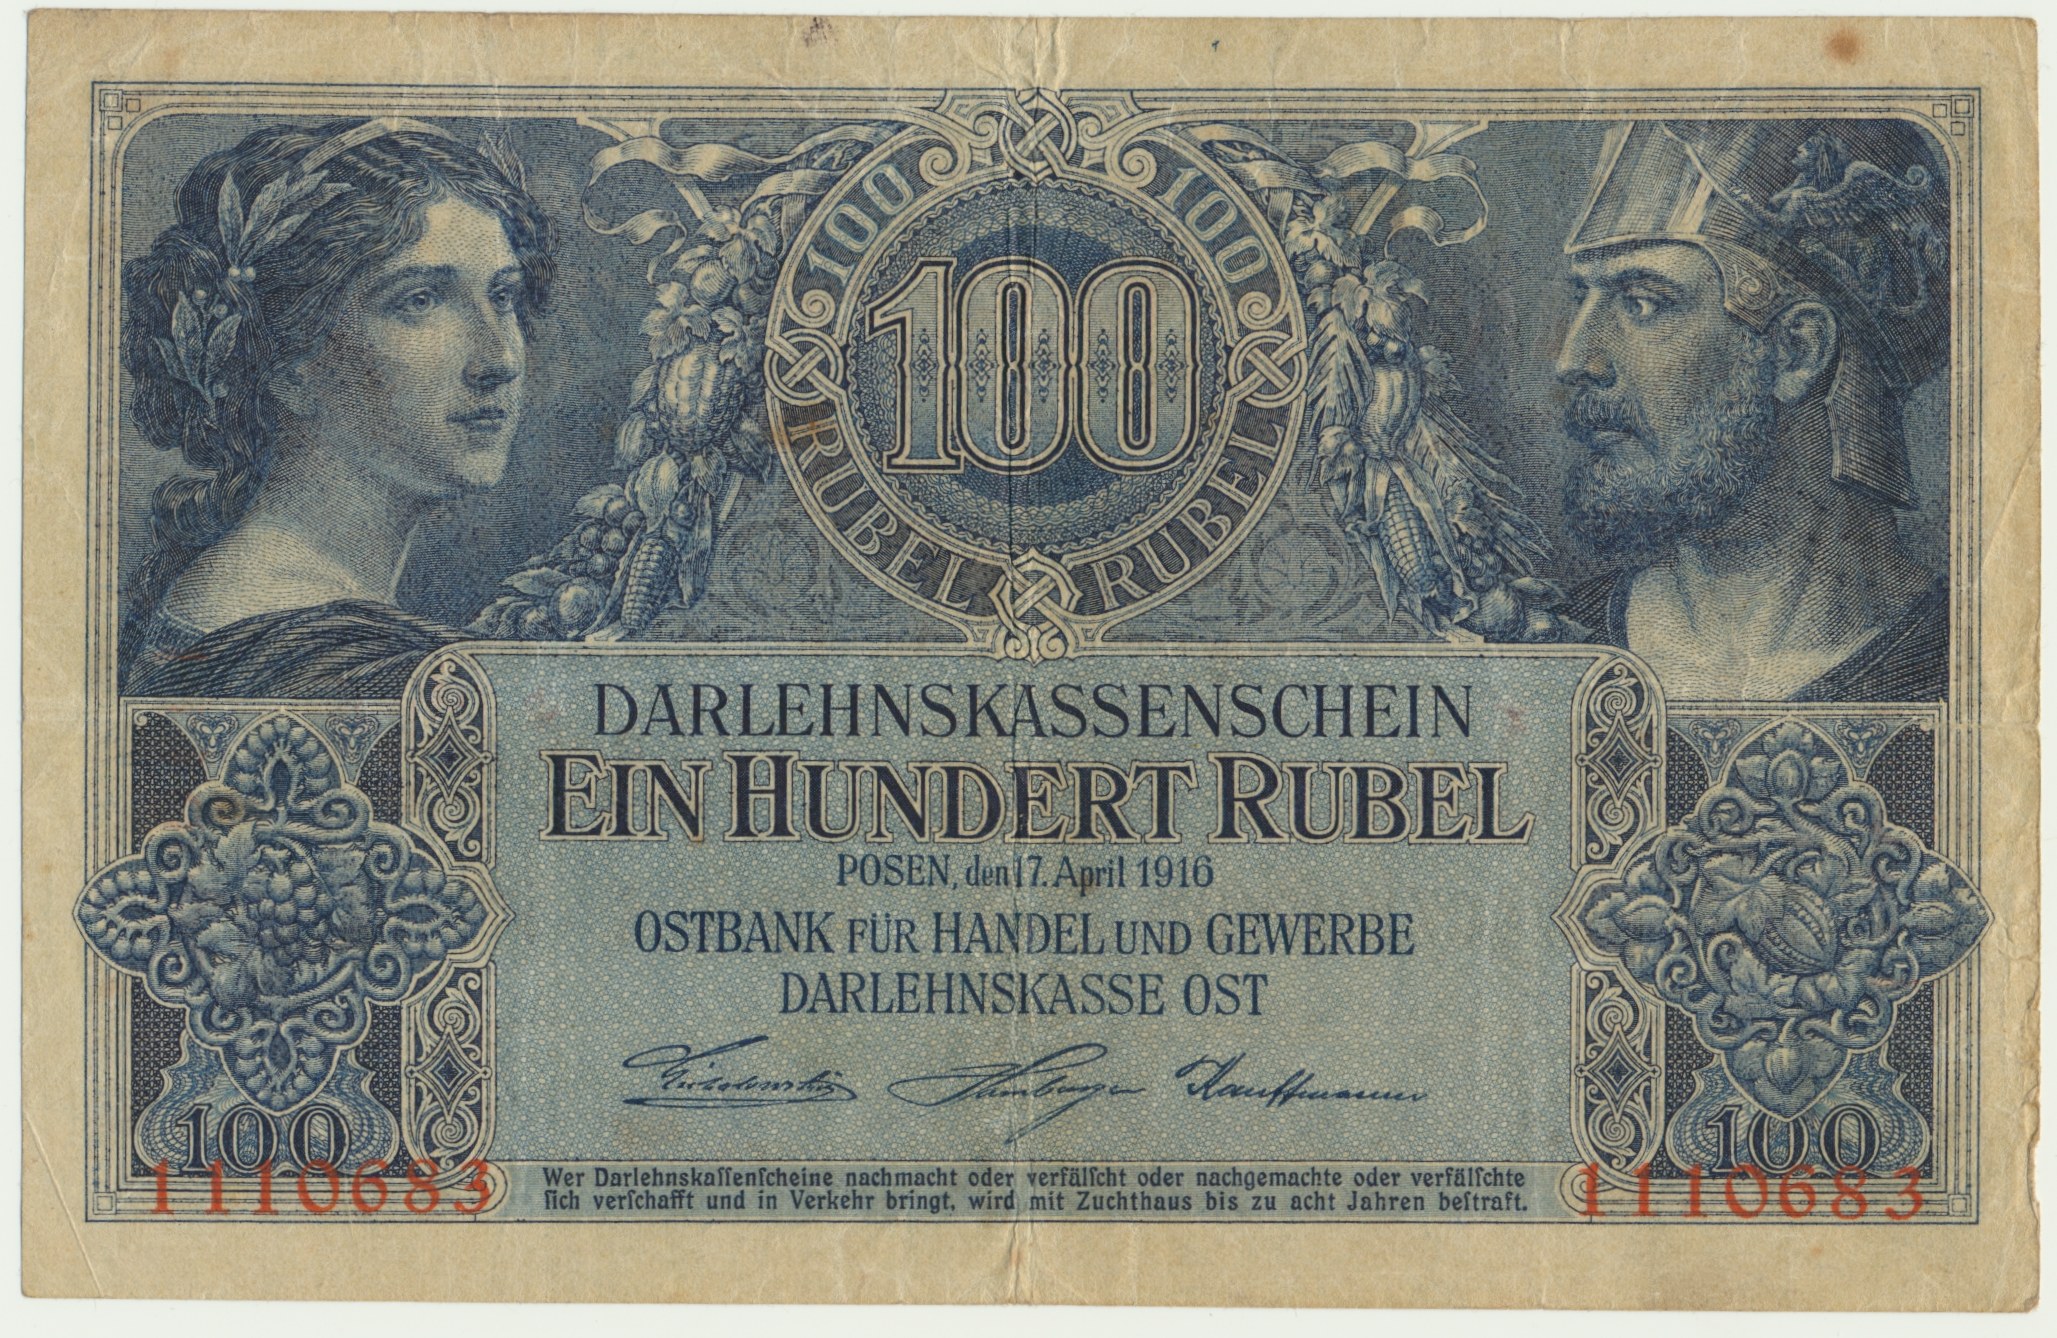 100 100
100
RUBEL RUBEL
DARLEHNSKASSENSCHEIN
EIN HUNDERT RUBEL
POSEN, den 17. April 1916
OSTBANK FÜR HANDEL UND GEWERBE
DARLEHNSKASSE OST
Hamburger Kauffmann
100 100
1110683 1110683
Wer Darlehnskaſſenſcheine nachmacht oder verfälſcht oder nachgemachte oder verfälſchte
ſich verſchafft und in Verkehr bringt, wird mit Zuchthaus bis zu acht Jahren beſtraft.